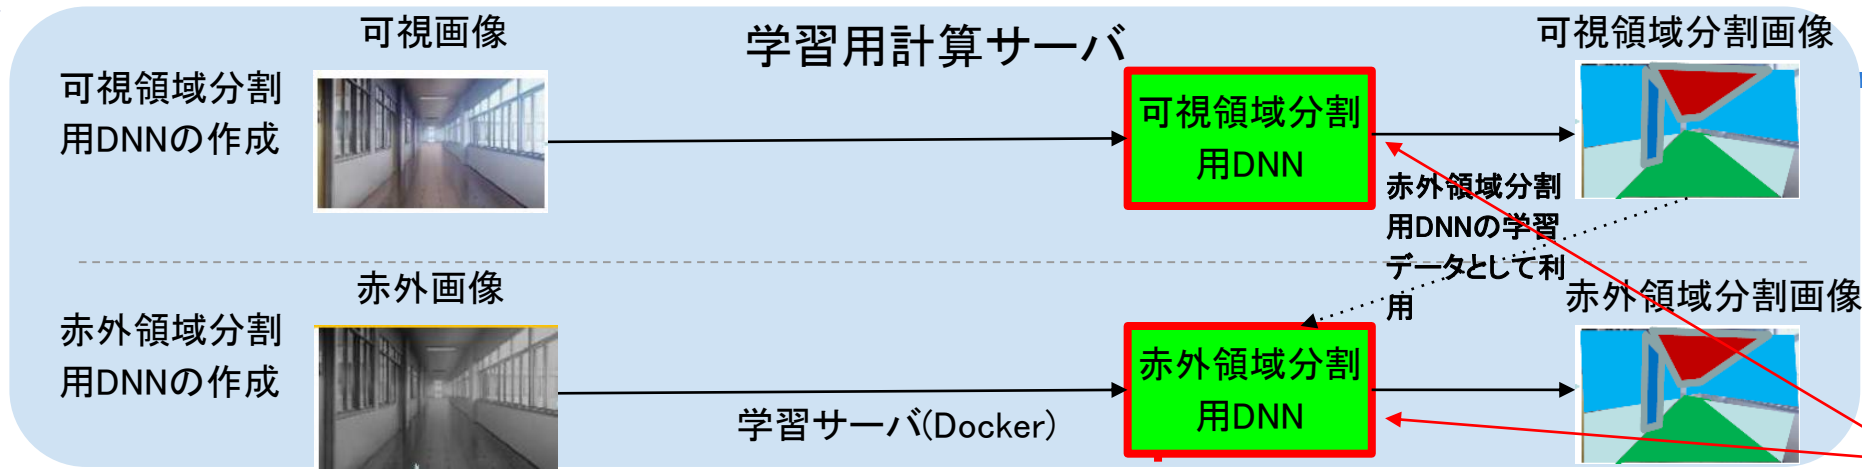 可視画像
学習用計算サーバ
可視領域分割画像
可視領域分割
用DNNの作成
可視領域分割
用DNN
赤外領域分割
用DNNの学習
データとして利
用
赤外画像
赤外領域分割画像
赤外領域分割
用DNNの作成
赤外領域分割
用DNN
学習サーバ(Docker)